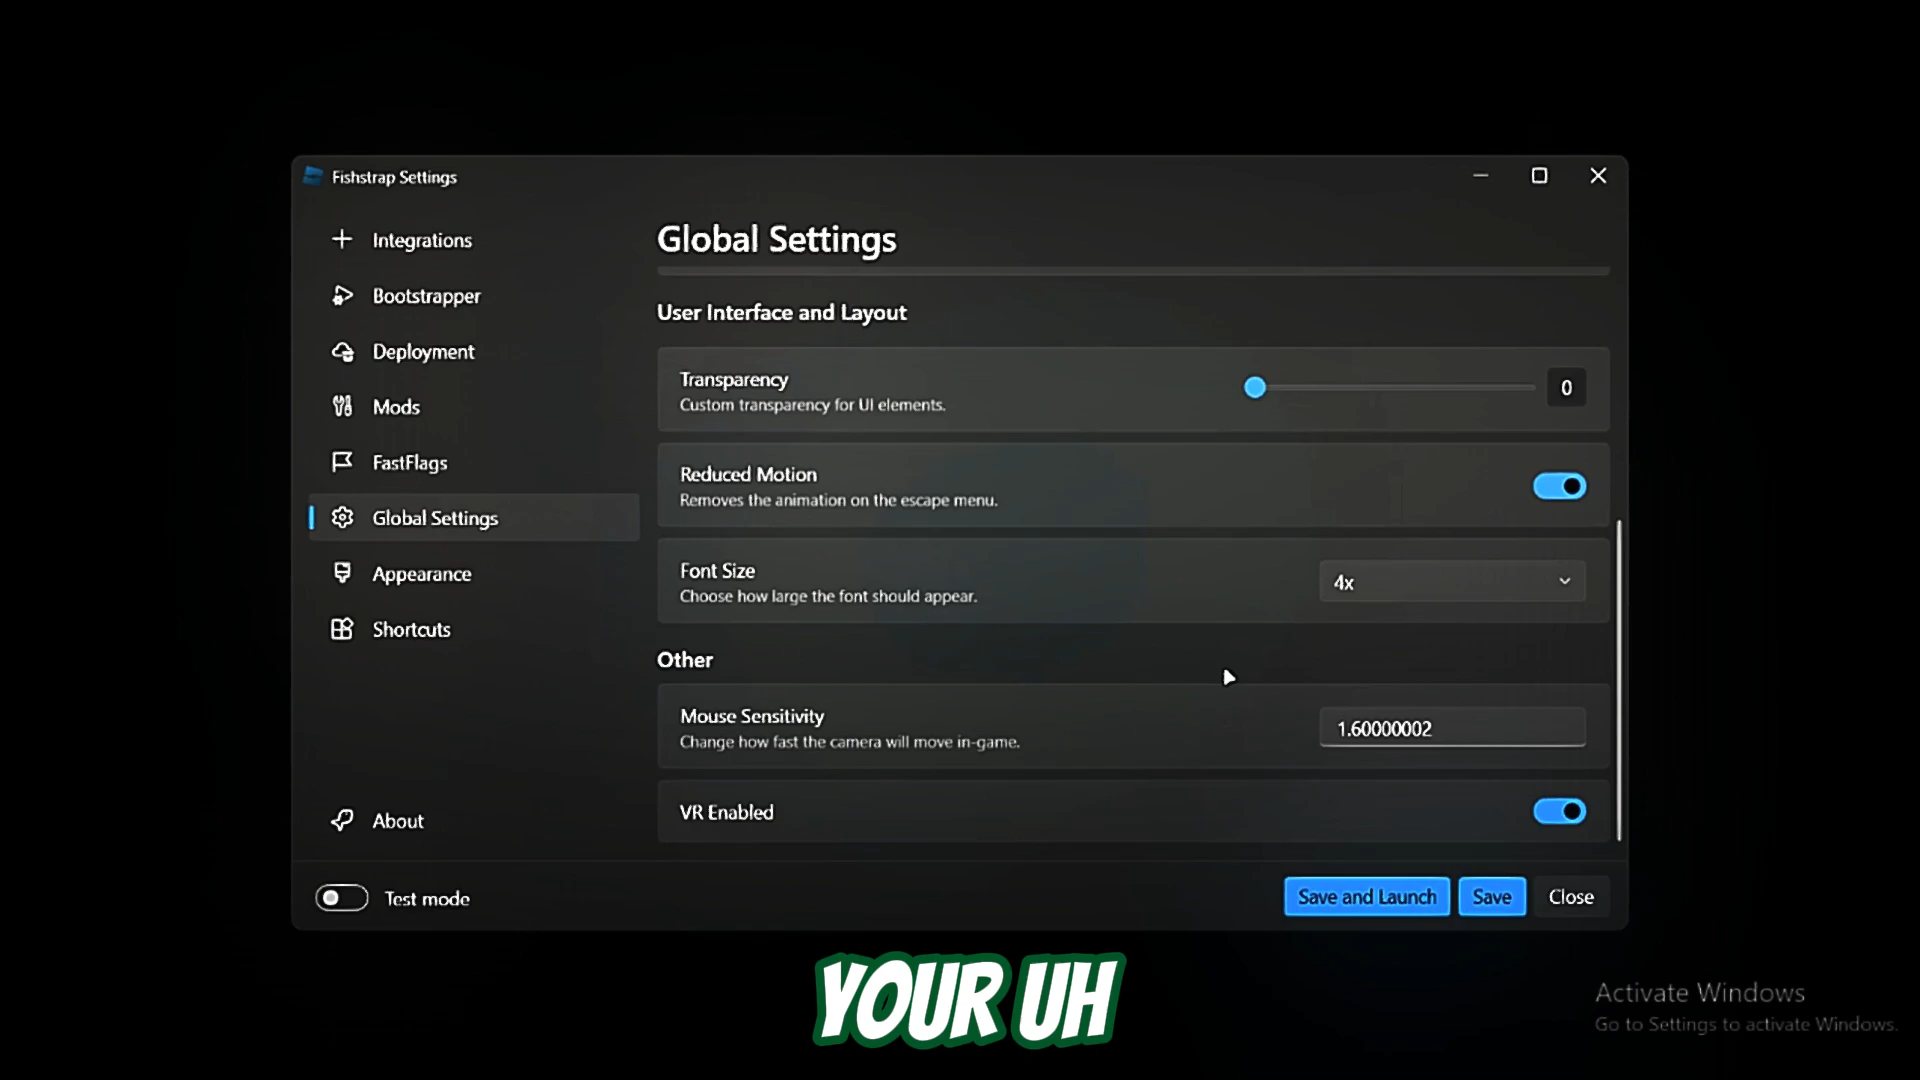 Fishstrap Settings
Integrations
Bootstrapper
Deployment
Mods
FastFlags
Global Settings
Appearance
Shortcuts
About
Test mode
Global Settings
User Interface and Layout
Transparency
Custom transparency for UI elements.
0
Reduced Motion
Removes the animation on the escape menu.
Font Size
Choose how large the font should appear.
4x
Other
Mouse Sensitivity
Change how fast the camera will move in-game.
1.60000002
VR Enabled
Save and Launch
Save
Close
YOUR UH
Activate Windows
Go to Settings to activate Windows.